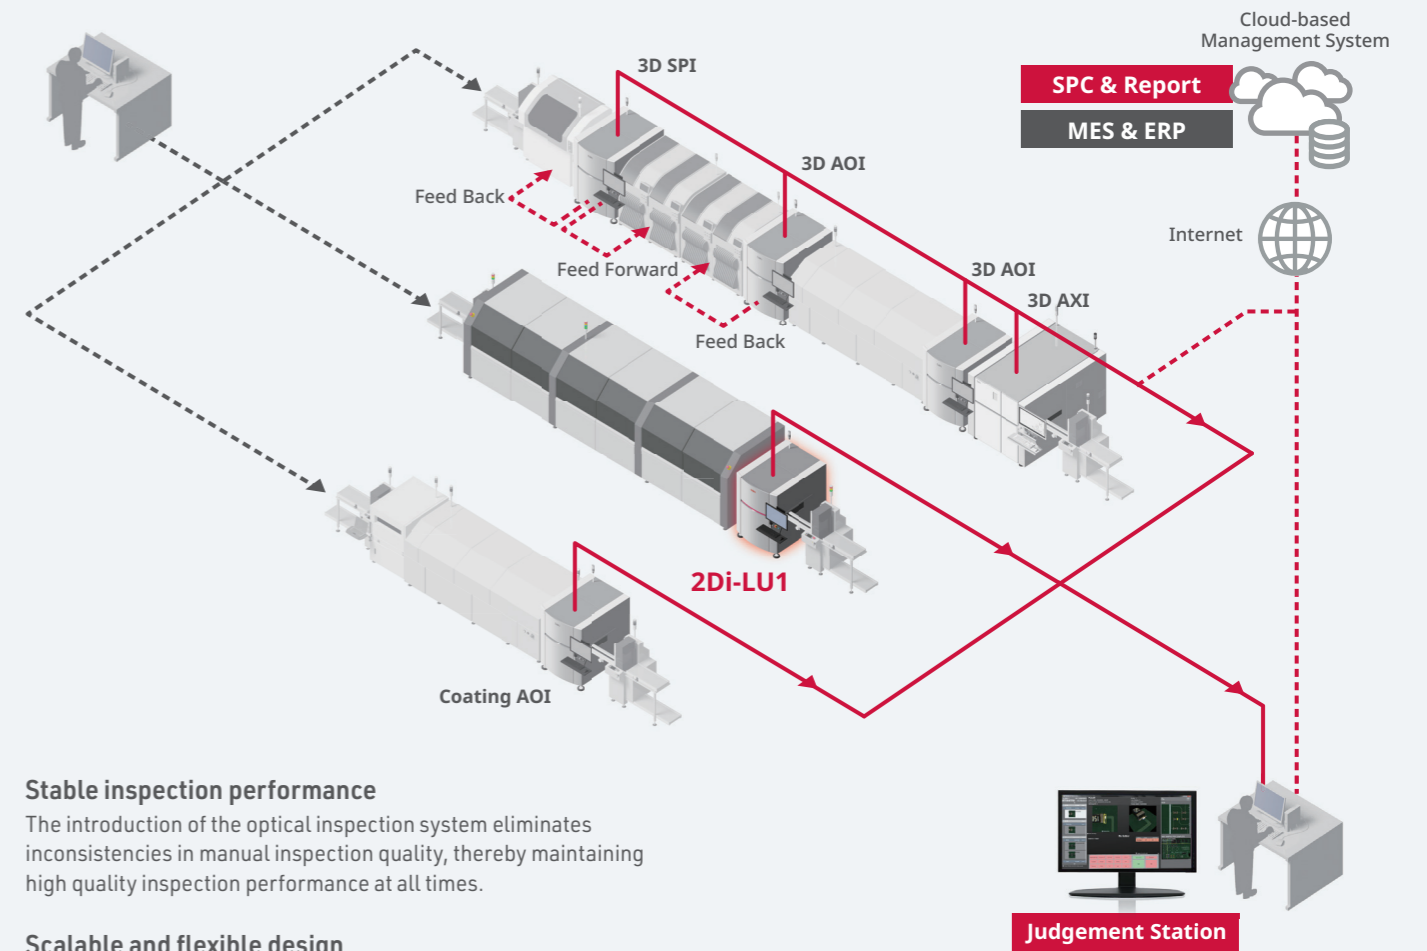 Cloud-based
Management System
SPC & Report
MES & ERP
Internet
3D SPI
3D AOI
3D AOI
3D AXI
Feed Back
Feed Forward
Feed Back
2Di-LU1
Coating AOI
Stable inspection performance
The introduction of the optical inspection system eliminates
inconsistencies in manual inspection quality, thereby maintaining
high quality inspection performance at all times.
Scalable and flexible design
Judgement Station